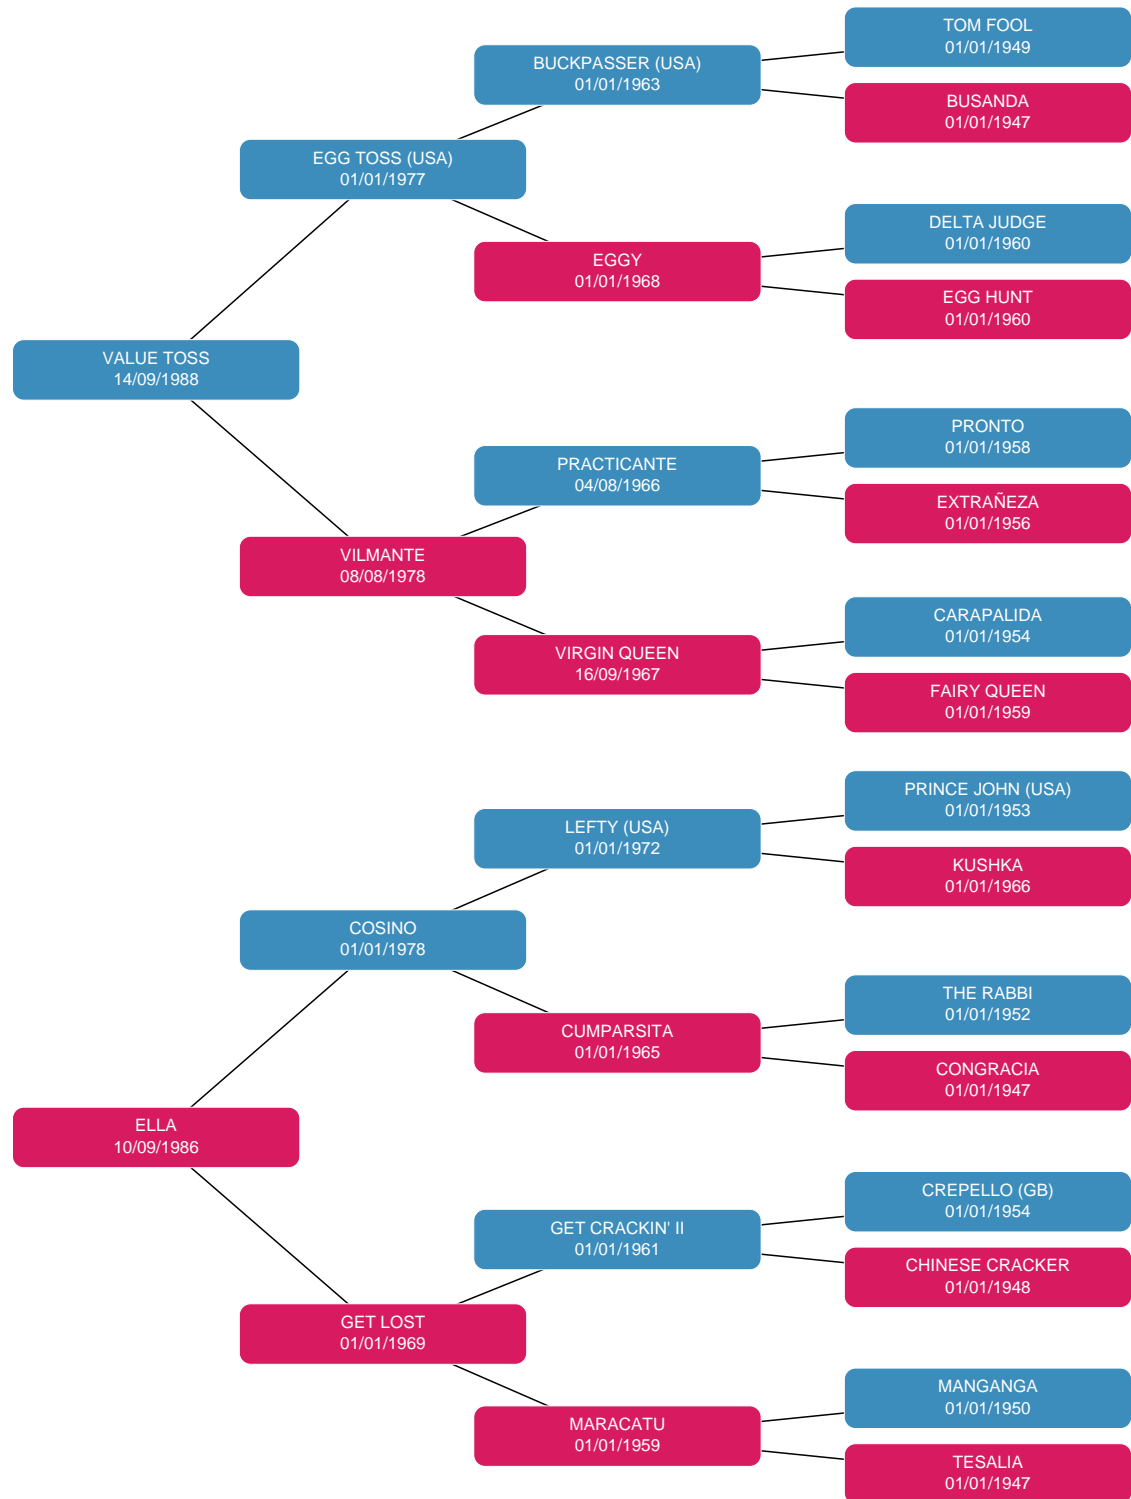 TOM FOOL
01/01/1949
BUCKPASSER (USA)
01/01/1963
BUSANDA
01/01/1947
EGG TOSS (USA)
01/01/1977
DELTA JUDGE
01/01/1960
EGGY
01/01/1968
EGG HUNT
01/01/1960
VALUE TOSS
14/09/1988
PRONTO
01/01/1958
PRACTICANTE
04/08/1966
EXTRAÑEZA
01/01/1956
VILMANTE
08/08/1978
CARAPALIDA
01/01/1954
VIRGIN QUEEN
16/09/1967
FAIRY QUEEN
01/01/1959
PRINCE JOHN (USA)
01/01/1953
LEFTY (USA)
01/01/1972
KUSHKA
01/01/1966
COSINO
01/01/1978
THE RABBI
01/01/1952
CUMPARSITA
01/01/1965
CONGRACIA
01/01/1947
ELLA
10/09/1986
CREPELLO (GB)
01/01/1954
GET CRACKIN' II
01/01/1961
CHINESE CRACKER
01/01/1948
GET LOST
01/01/1969
MANGANGA
01/01/1950
MARACATU
01/01/1959
TESALIA
01/01/1947